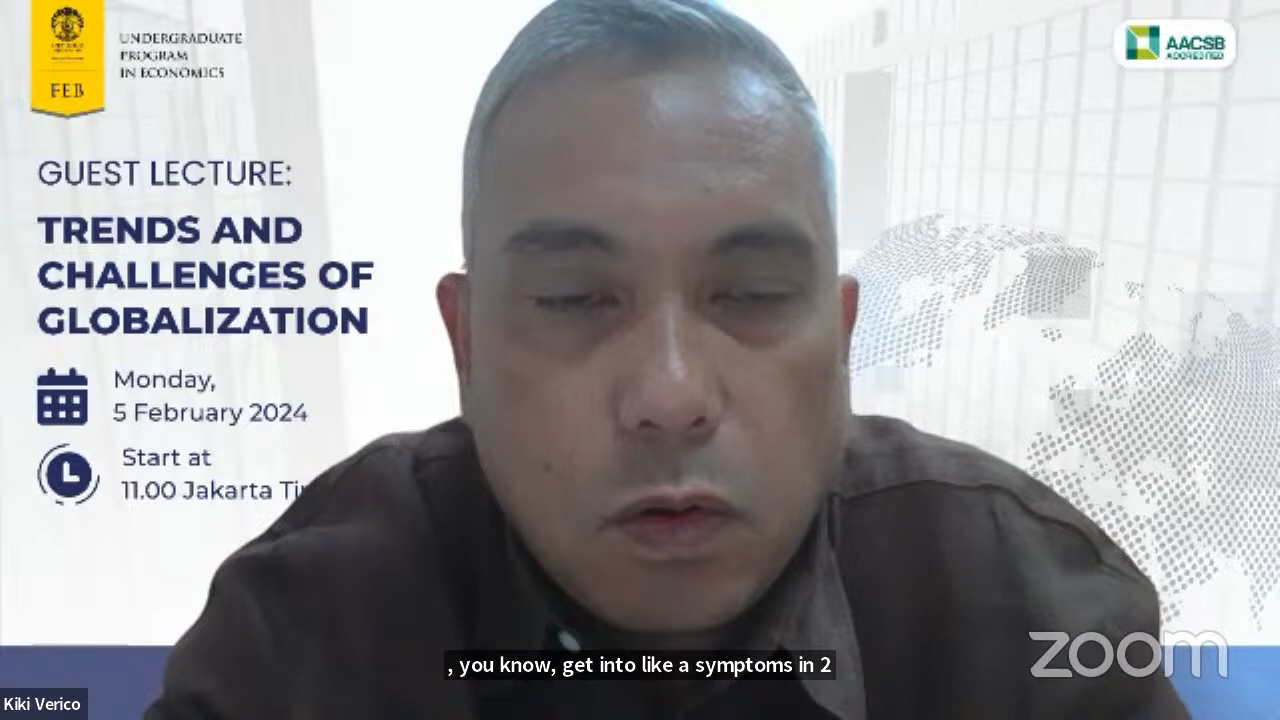 FEB
UNDERGRADUATE
PROGRAM
IN ECONOMICS
AACSB
ACCREDITED
GUEST LECTURE:
TRENDS AND
CHALLENGES OF
GLOBALIZATION
Monday,
5 February 2024
Start at
11.00 Jakarta
, you know, get into like a symptoms in 2
zoom
Kiki Verico